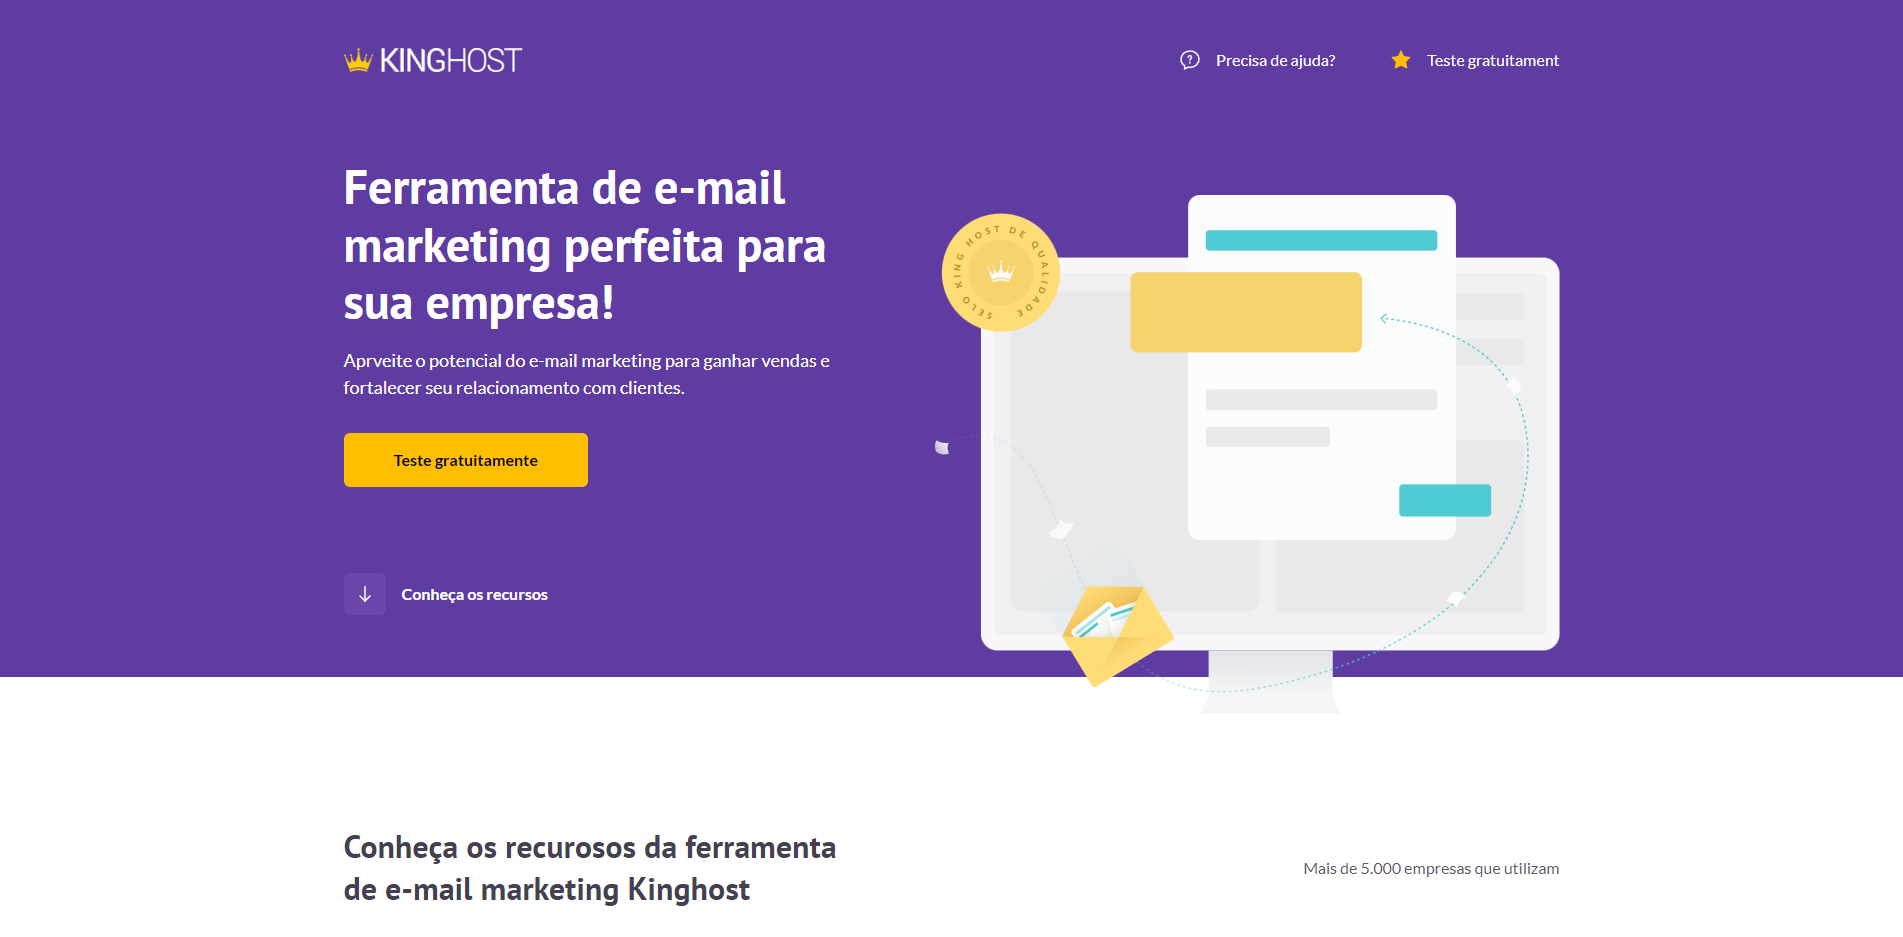 KINGHOST
Precisa de ajuda?
Teste gratuitament
Ferramenta de e-mail
marketing perfeita para
sua empresa!
Aprveite o potencial do e-mail marketing para ganhar vendas e
fortalecer seu relacionamento com clientes.
Teste gratuitamente
Conheça os recursos
SELO KING HOST DE QUALIDADE
Conheça os recurosos da ferramenta
de e-mail marketing Kinghost
Mais de 5.000 empresas que utilizam